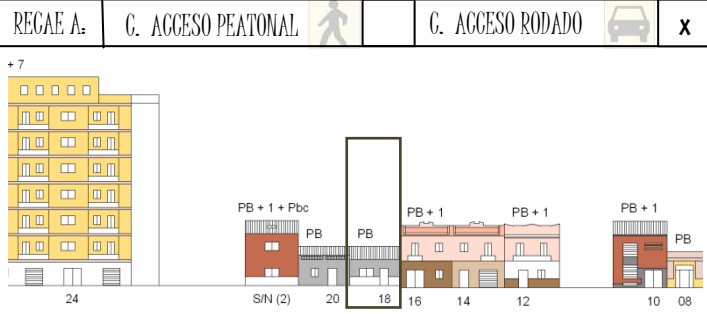 RECAE A: C. ACCESO PEATONAL C. ACCESO RODADO X
+ 7
PB + 1 + Pbc PB PB PB + 1 PB + 1 PB + 1 PB
24 S/N (2) 20 18 16 14 12 10 08